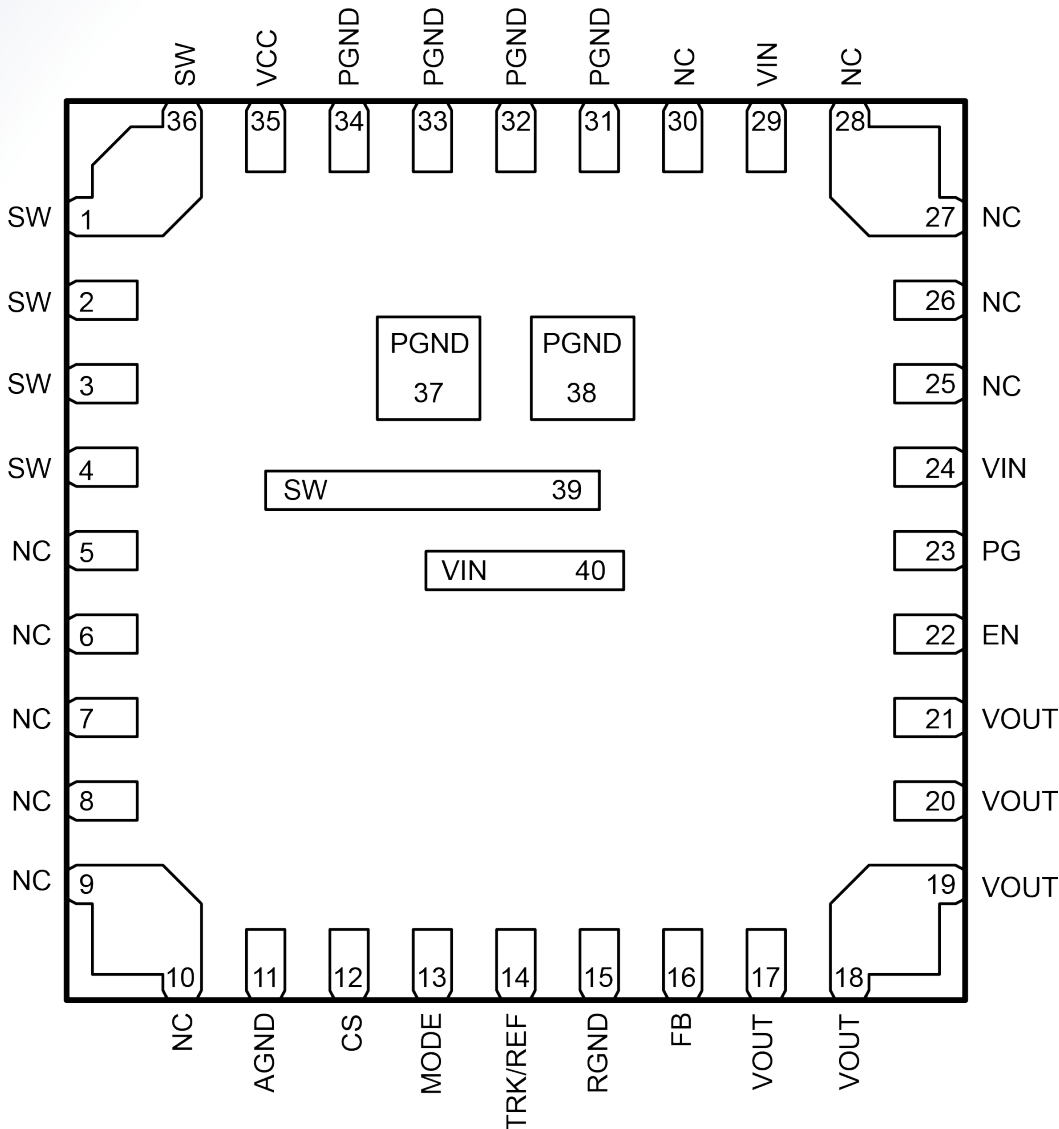 SW
VCC
PGND
PGND
PGND
PGND
NC
VIN
NC
36
35
34
33
32
31
30
29
28
SW
1
27
NC
SW
2
26
NC
SW
3
25
NC
PGND
37
PGND
38
SW
4
24
VIN
SW 39
NC
5
23
PG
VIN 40
NC
6
22
EN
NC
7
21
VOUT
NC
8
20
VOUT
NC
9
19
VOUT
10
11
12
13
14
15
16
17
18
NC
AGND
CS
MODE
TRK/REF
RGND
FB
VOUT
VOUT